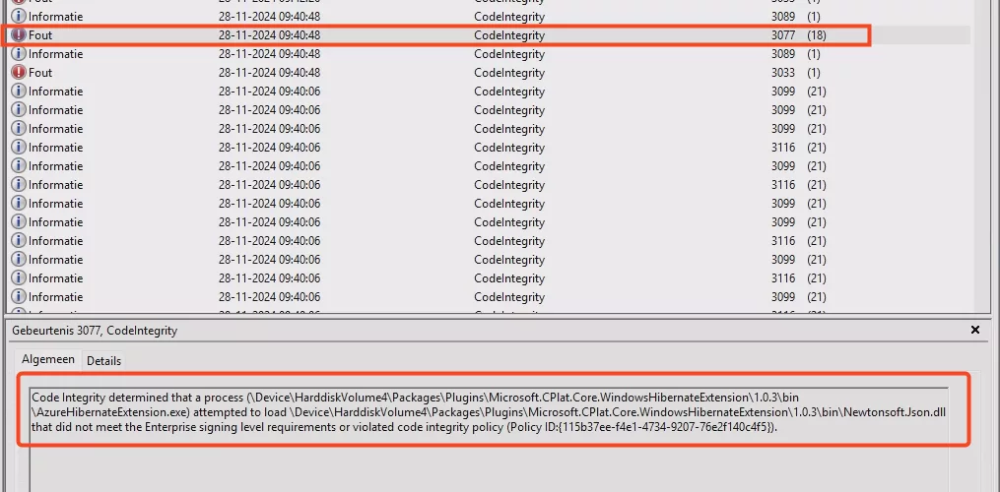 Informatie 28-11-2024 09:40:48 CodeIntegrity 3089 (1)
Fout 28-11-2024 09:40:48 CodeIntegrity 3077 (18)
Informatie 28-11-2024 09:40:48 CodeIntegrity 3089 (1)
Fout 28-11-2024 09:40:48 CodeIntegrity 3033 (1)
Informatie 28-11-2024 09:40:06 CodeIntegrity 3099 (21)
Informatie 28-11-2024 09:40:06 CodeIntegrity 3099 (21)
Informatie 28-11-2024 09:40:06 CodeIntegrity 3099 (21)
Informatie 28-11-2024 09:40:06 CodeIntegrity 3116 (21)
Informatie 28-11-2024 09:40:06 CodeIntegrity 3099 (21)
Informatie 28-11-2024 09:40:06 CodeIntegrity 3116 (21)
Informatie 28-11-2024 09:40:06 CodeIntegrity 3099 (21)
Informatie 28-11-2024 09:40:06 CodeIntegrity 3099 (21)
Informatie 28-11-2024 09:40:06 CodeIntegrity 3116 (21)
Informatie 28-11-2024 09:40:06 CodeIntegrity 3099 (21)
Informatie 28-11-2024 09:40:06 CodeIntegrity 3116 (21)
Informatie 28-11-2024 09:40:06 CodeIntegrity 3099 (21)
Gebeurtenis 3077, CodeIntegrity
Algemeen Details
Code Integrity determined that a process (\Device\HarddiskVolume4\Packages\Plugins\Microsoft.CPlat.Core.WindowsHibernateExtension\1.0.3\bin
\AzureHibernateExtension.exe) attempted to load \Device\HarddiskVolume4\Packages\Plugins\Microsoft.CPlat.Core.WindowsHibernateExtension\1.0.3\bin\Newtonsoft.Json.dll
that did not meet the Enterprise signing level requirements or violated code integrity policy (Policy ID:{115b37ee-f4e1-4734-9207-76e2f140c4f5}).